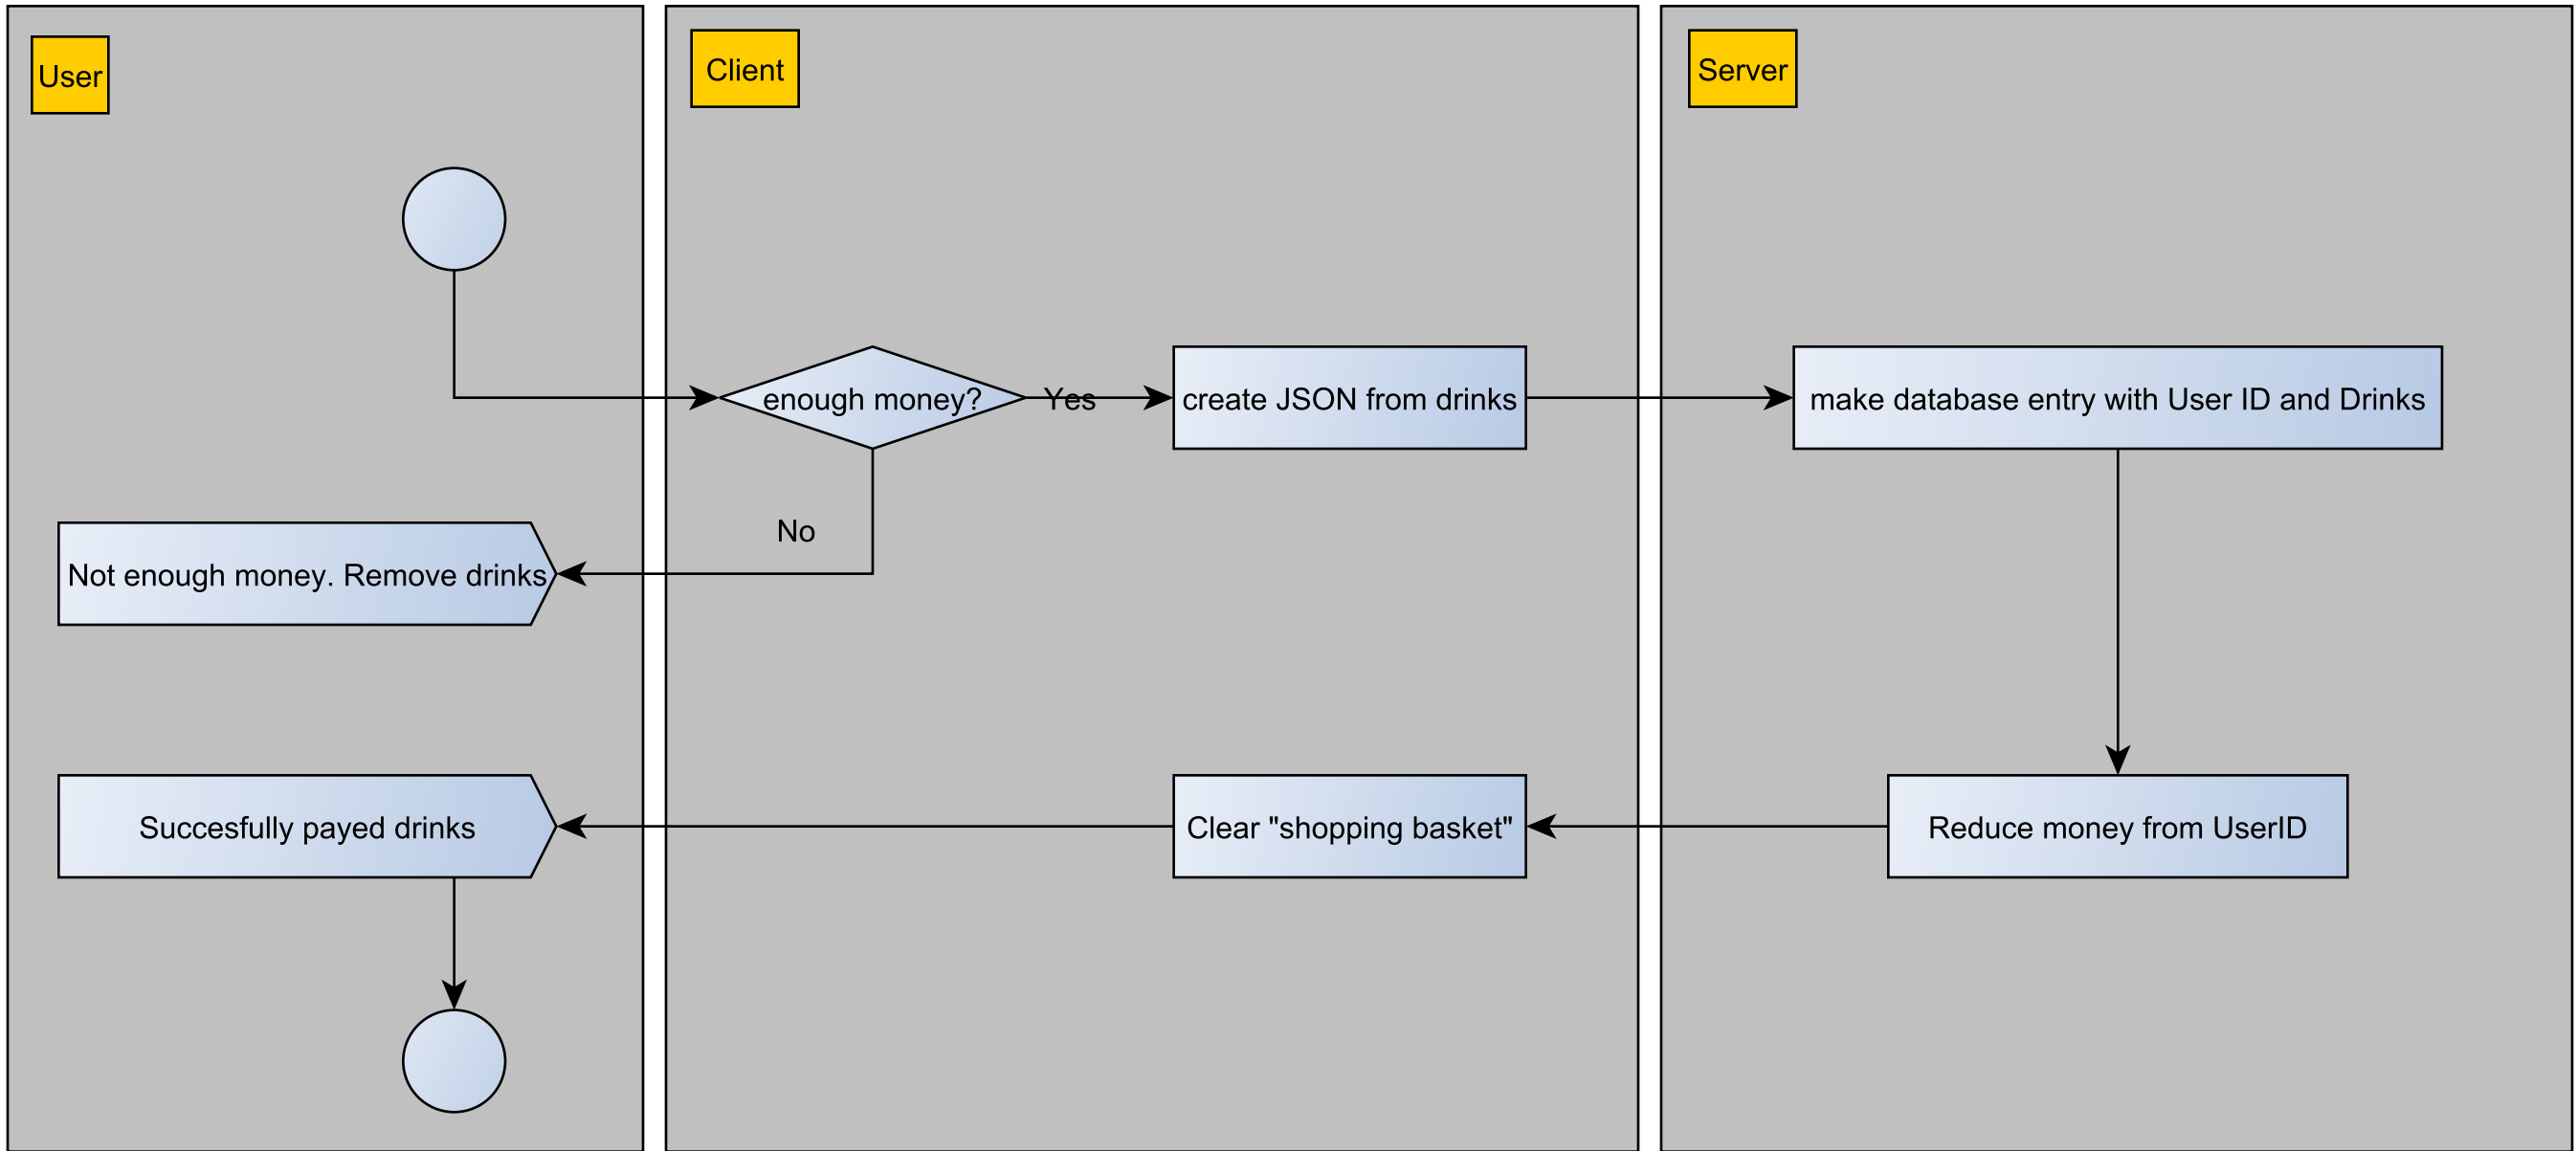 User
Client
Server
enough money?
Yes
create JSON from drinks
make database entry with User ID and Drinks
No
Not enough money. Remove drinks
Succesfully payed drinks
Clear "shopping basket"
Reduce money from UserID